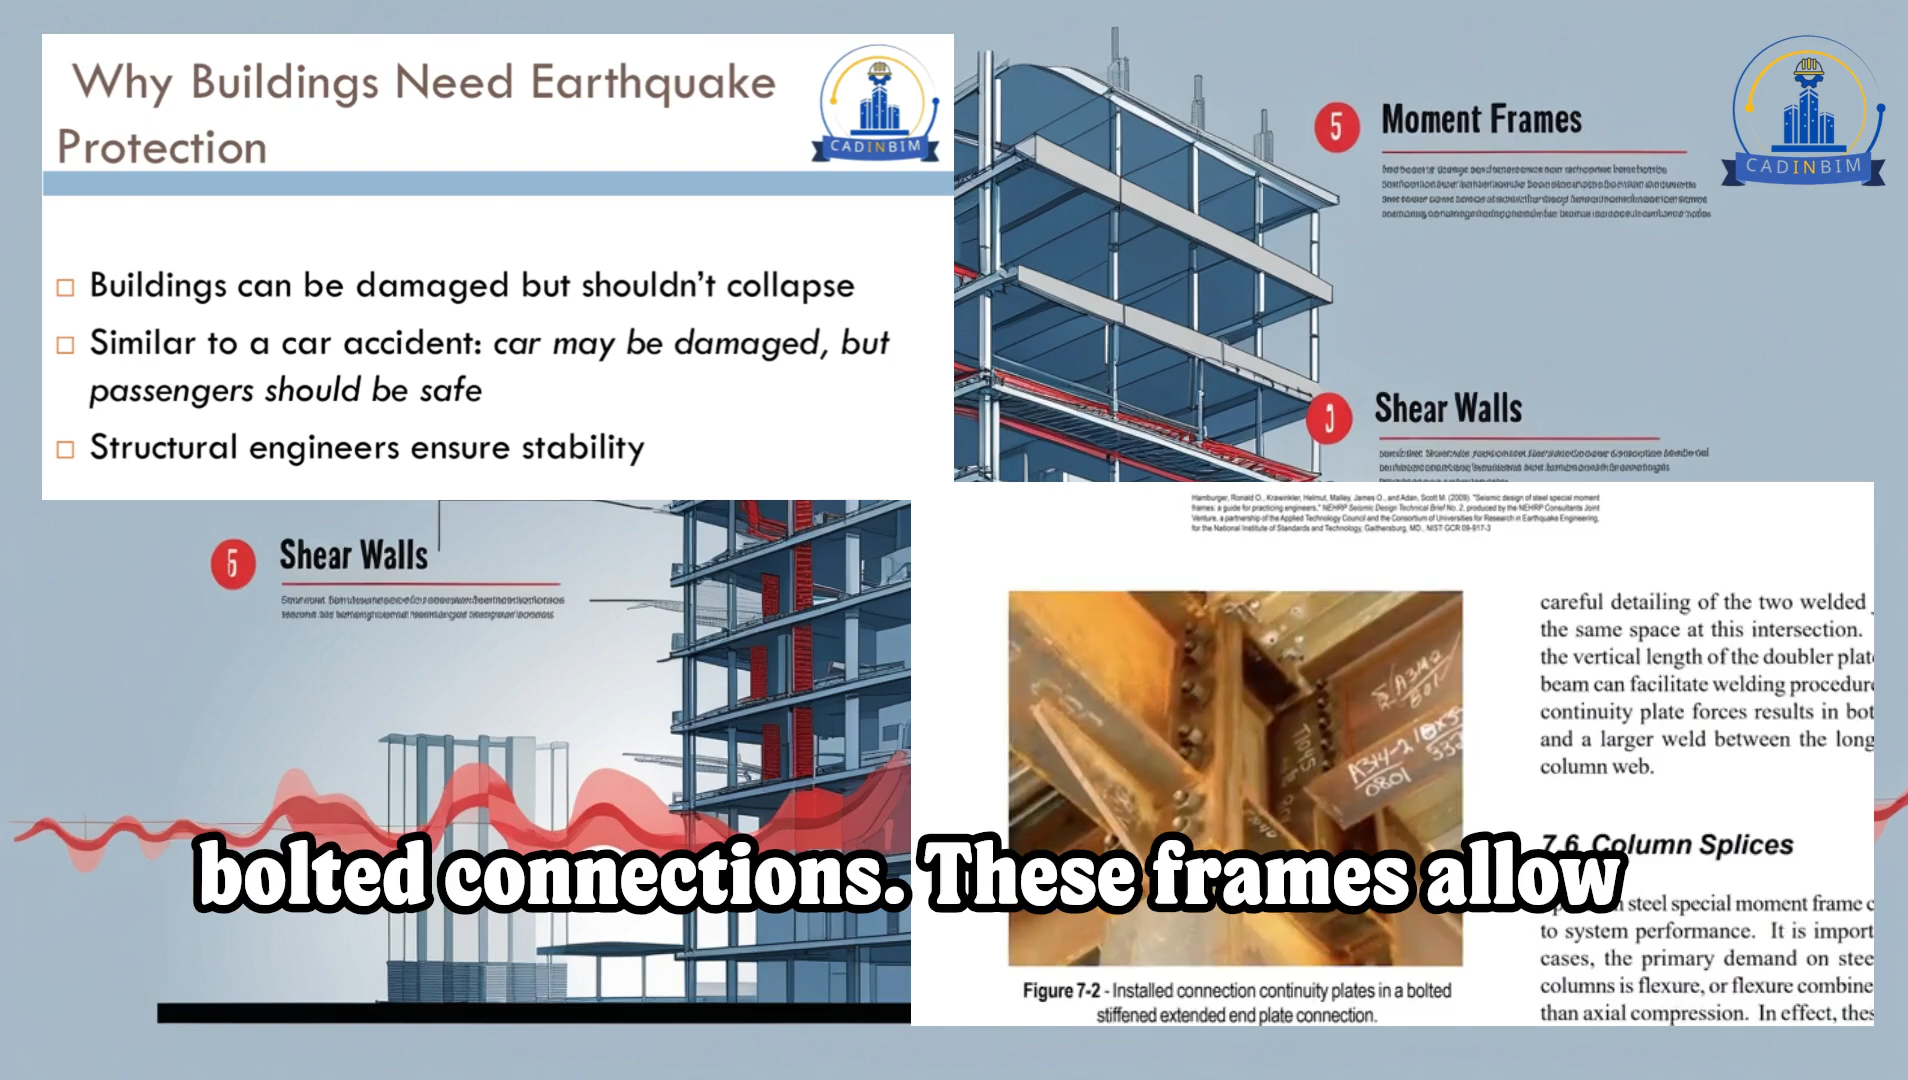 Why Buildings Need Earthquake
Protection
CADINBIM
□ Buildings can be damaged but shouldn't collapse
□ Similar to a car accident: car may be damaged, but
passengers should be safe
□ Structural engineers ensure stability
5 Moment Frames
CADINBIM
Shear Walls
Shear Walls
Hamburger, Ronald O., Krawinkler, Helmut, Malley, James O., and Adan, Scott M. (2009). "Seismic design of steel special moment
frames: a guide for practicing engineers," NEHRP Seismic Design Technical Brief No. 2, produced by the NEHRP Consultants Joint
Venture, a partnership of the Applied Technology Council and the Consortium of Universities for Research in Earthquake Engineering,
for the National Institute of Standards and Technology, Gaithersburg, MD., NIST GCR 09-917-3
A314-2
0801
Figure 7-2 - Installed connection continuity plates in a bolted
stiffened extended end plate connection.
careful detailing of the two welded
the same space at this intersection.
the vertical length of the doubler plat
beam can facilitate welding procedur
continuity plate forces results in bot
and a larger weld between the long
column web.
7.6 Column Splices
steel special moment frame c
to system performance. It is import
cases, the primary demand on stee
columns is flexure, or flexure combine
than axial compression. In effect, thes
bolted connections. These frames allow